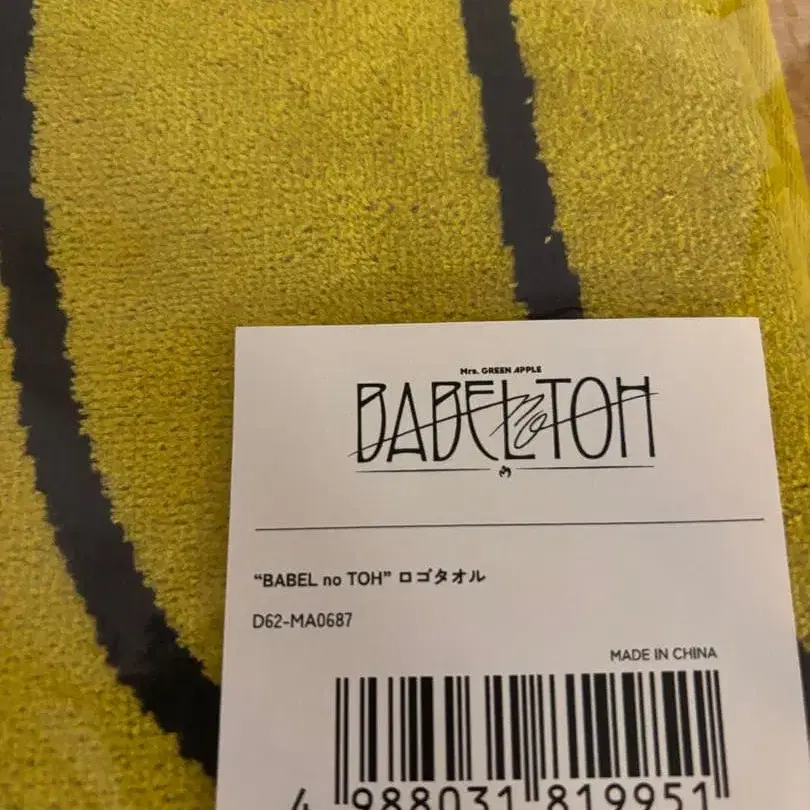 Mrs. GREEN APPLE
BABEL no TOH
“BABEL no TOH” ロゴタオル
D62-MA0687
MADE IN CHINA
4 988031 819951